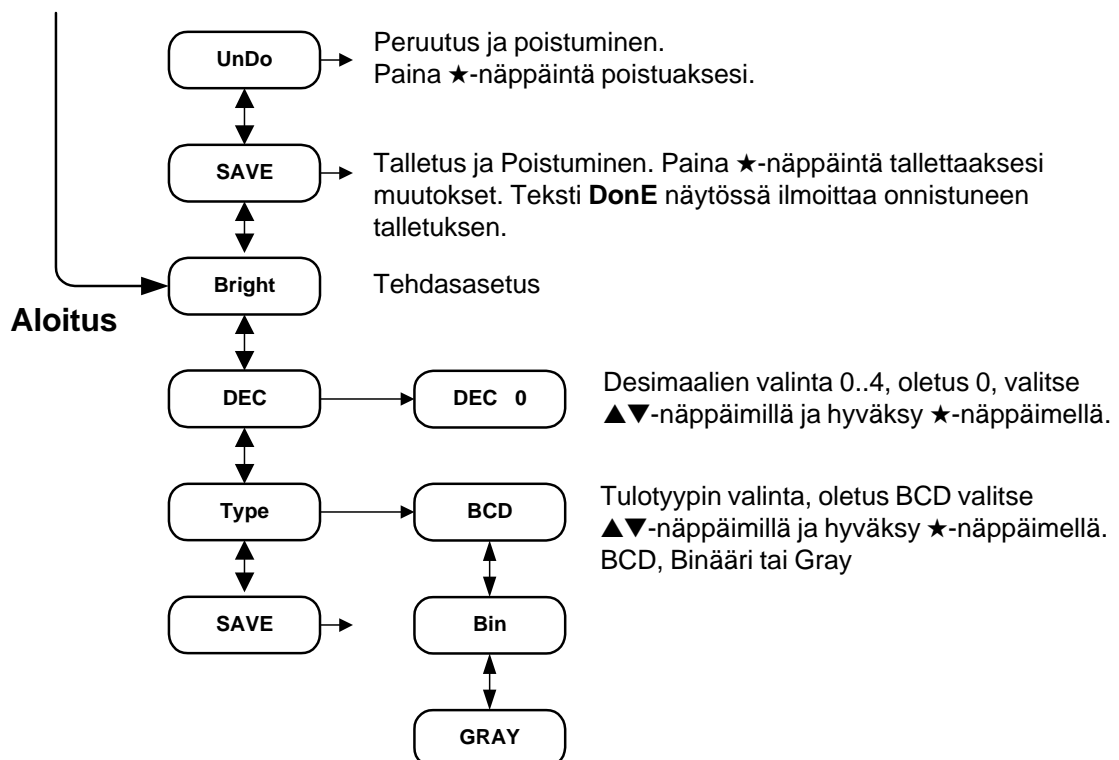 UnDo
Peruutus ja poistuminen.
Paina ★-näppäintä poistuaksesi.
SAVE
Talletus ja Poistuminen. Paina ★-näppäintä tallettaaksesi
muutokset. Teksti DonE näytössä ilmoittaa onnistuneen
talletuksen.
Bright
Tehdasasetus
Aloitus
DEC
DEC 0
Desimaalien valinta 0..4, oletus 0, valitse
▲▼-näppäimillä ja hyväksy ★-näppäimellä.
Type
BCD
Tulotyypin valinta, oletus BCD valitse
▲▼-näppäimillä ja hyväksy ★-näppäimellä.
BCD, Binääri tai Gray
SAVE
Bin
GRAY